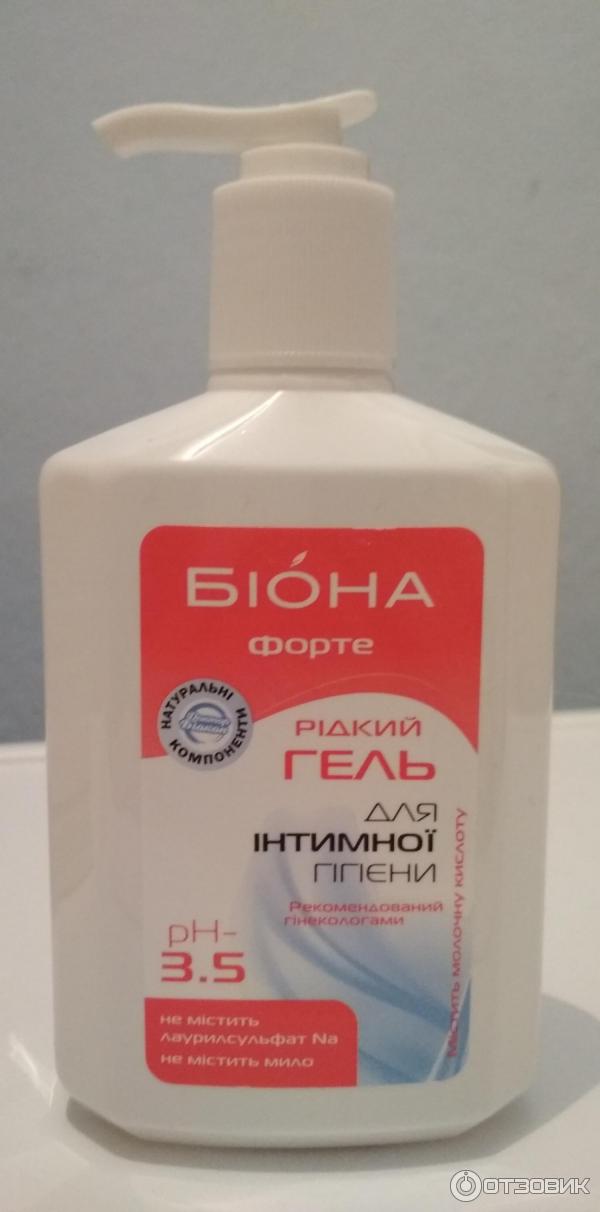 БІОНА
форте
НАТУРАЛЬНІ
КОМПОНЕНТИ
РІДКИЙ
ГЕЛЬ
ДЛЯ
ІНТИМНОЇ
ГІГІЄНИ
Рекомендований
гінекологами
Містить молочну кислоту
pH-
3.5
не містить
лаурилсульфат Na
не містить мило
ОТЗОВИК